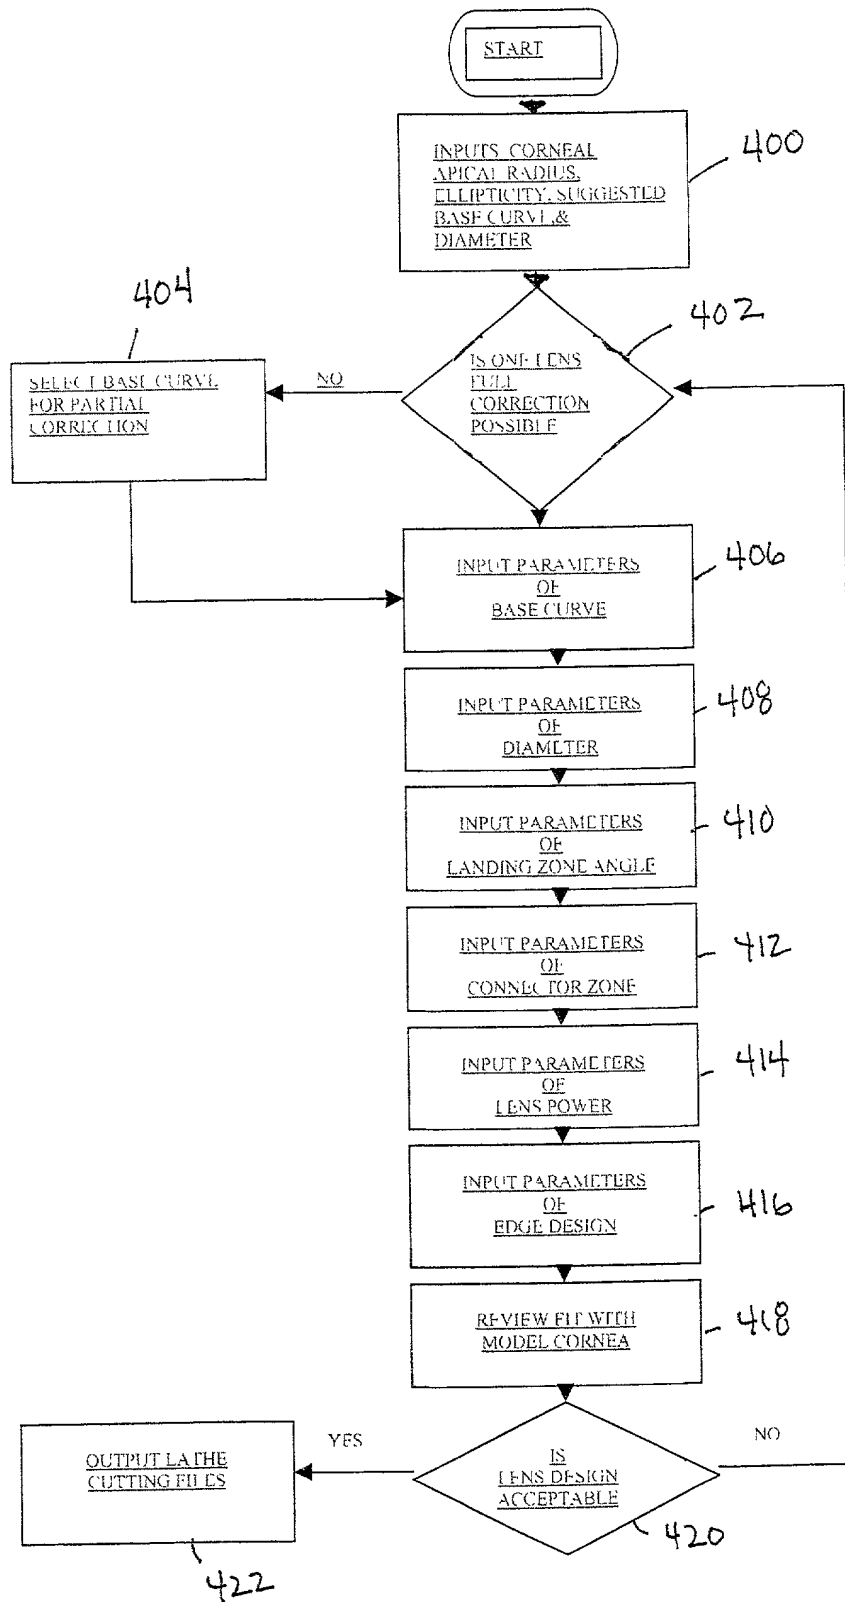 START
INPUTS, CORNEAL
APICAL RADIUS,
ELLIPTICITY, SUGGESTED
BASE CURVE,&
DIAMETER
400
404
402
IS ONE LENS
FULL
CORRECTION
POSSIBLE
NO
SELECT BASE CURVE
FOR PARTIAL
CORRECTION
INPUT PARAMETERS
OF
BASE CURVE
406
INPUT PARAMETERS
OF
DIAMETER
408
INPUT PARAMETERS
OF
LANDING ZONE ANGLE
410
INPUT PARAMETERS
OF
CONNECTOR ZONE
412
INPUT PARAMETERS
OF
LENS POWER
414
INPUT PARAMETERS
OF
EDGE DESIGN
416
REVIEW FIT WITH
MODEL CORNEA
418
IS
LENS DESIGN
ACCEPTABLE
420
YES
NO
OUTPUT LATHE
CUTTING FILES
422